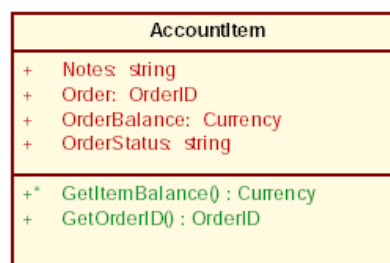 AccountItem
+ Notes: string
+ Order: OrderID
+ OrderBalance: Currency
+ OrderStatus: string
+* GetItemBalance() : Currency
+ GetOrderID() : OrderID